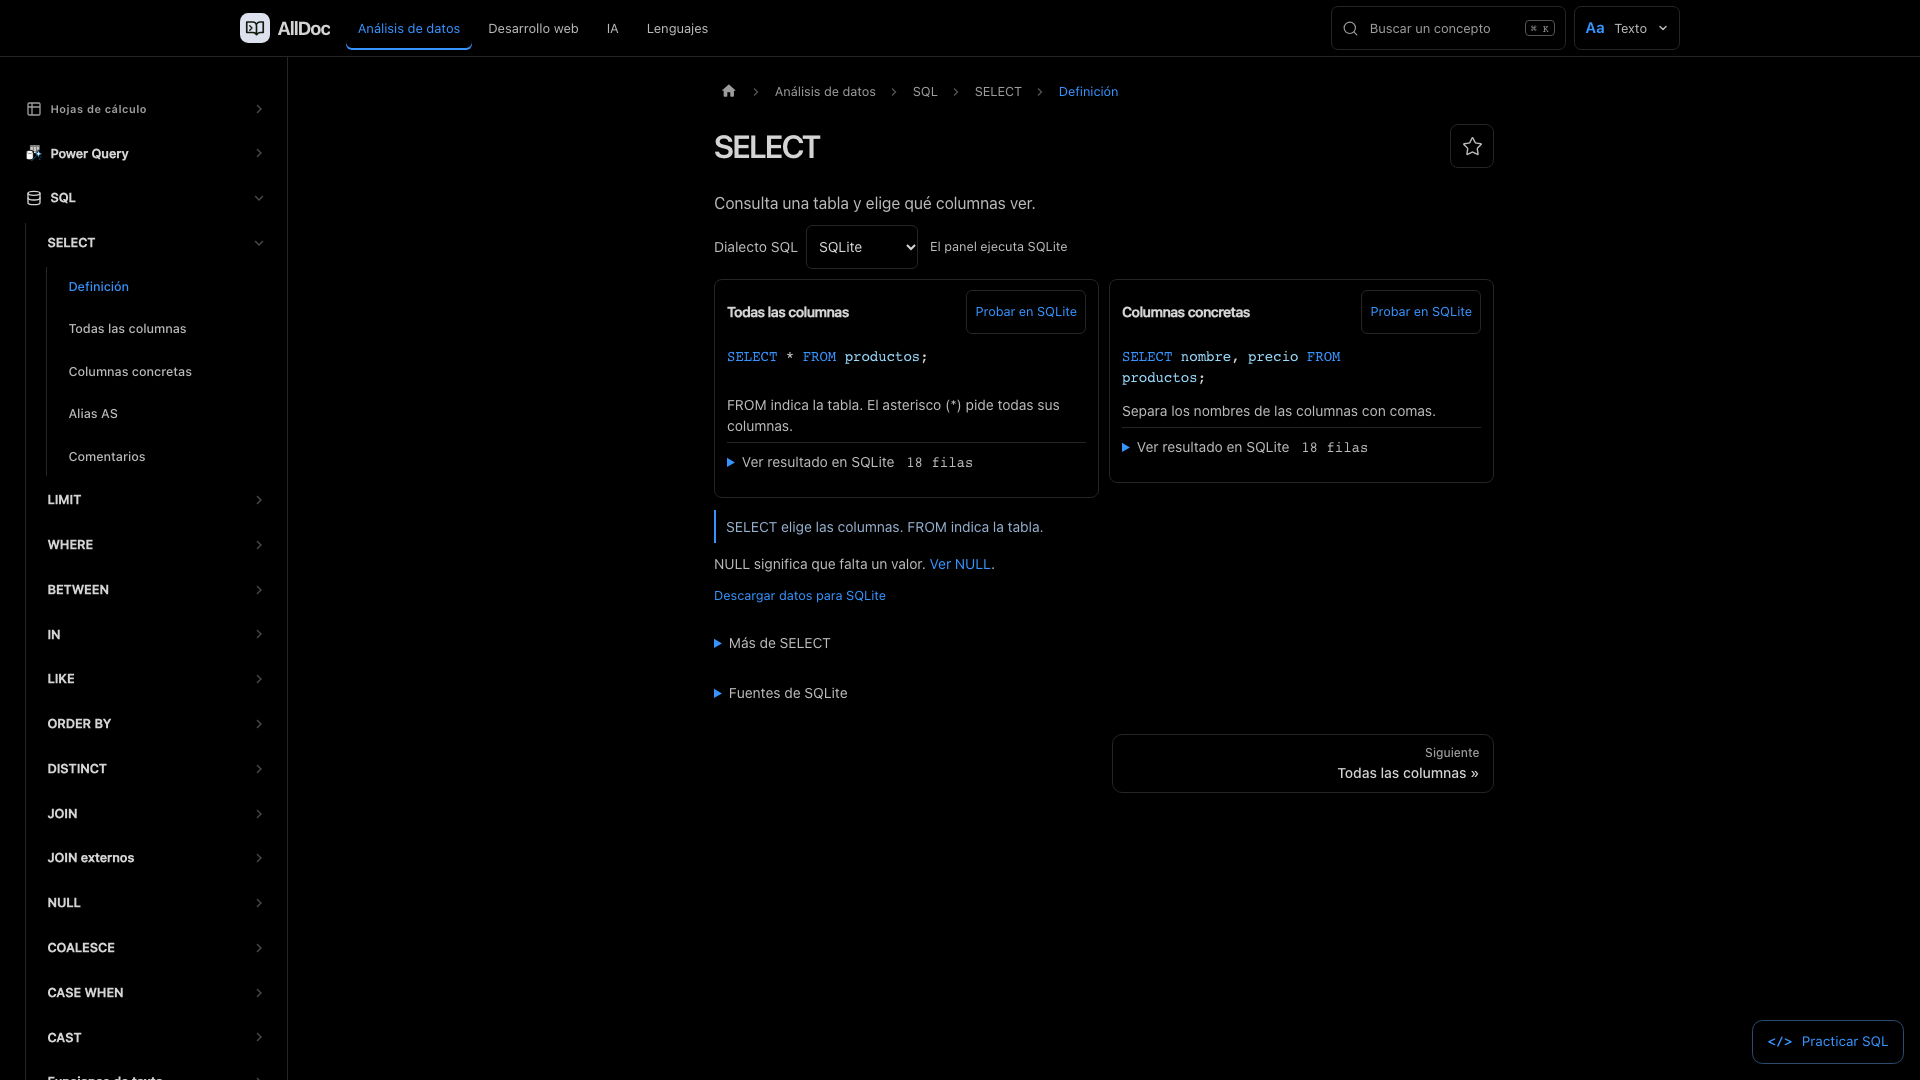 AllDoc
Análisis de datos
Desarrollo web
IA
Lenguajes
Buscar un concepto
⌘ K
Aa Texto
Hojas de cálculo
Power Query
SQL
SELECT
Definición
Todas las columnas
Columnas concretas
Alias AS
Comentarios
LIMIT
WHERE
BETWEEN
IN
LIKE
ORDER BY
DISTINCT
JOIN
JOIN externos
NULL
COALESCE
CASE WHEN
CAST
Funciones de texto
Análisis de datos
SQL
SELECT
Definición
SELECT
Consulta una tabla y elige qué columnas ver.
Dialecto SQL
SQLite
El panel ejecuta SQLite
Todas las columnas
Probar en SQLite
SELECT * FROM productos;
FROM indica la tabla. El asterisco (*) pide todas sus
columnas.
Ver resultado en SQLite 18 filas
Columnas concretas
Probar en SQLite
SELECT nombre, precio FROM
productos;
Separa los nombres de las columnas con comas.
Ver resultado en SQLite 18 filas
SELECT elige las columnas. FROM indica la tabla.
NULL significa que falta un valor. Ver NULL.
Descargar datos para SQLite
Más de SELECT
Fuentes de SQLite
Siguiente
Todas las columnas »
</> Practicar SQL